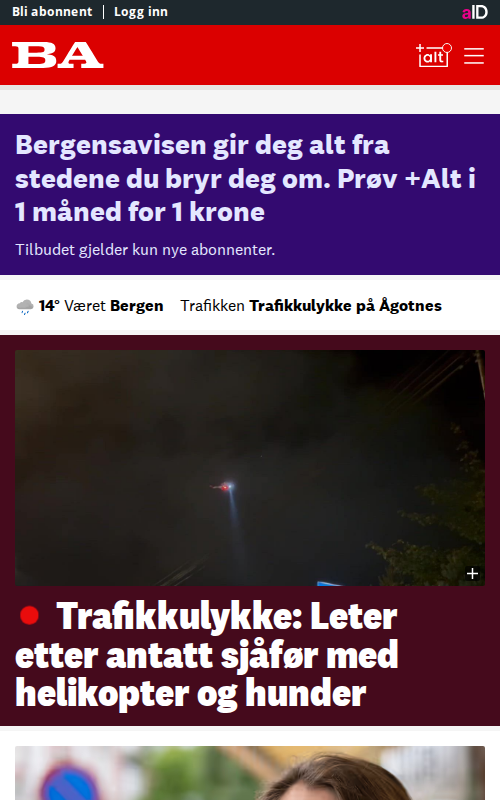 Bli abonnent | Logg inn
aID
BA
+alt
Bergensavisen gir deg alt fra
stedene du bryr deg om. Prøv +Alt i
1 måned for 1 krone
Tilbudet gjelder kun nye abonnenter.
14° Været Bergen Trafikken Trafikkulykke på Ågotnes
Trafikkulykke: Leter
etter antatt sjåfør med
helikopter og hunder